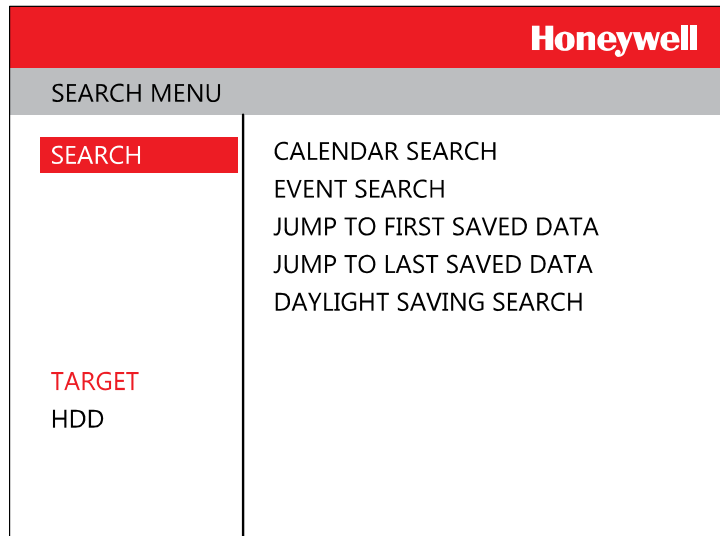 Honeywell
SEARCH MENU
SEARCH
CALENDAR SEARCH
EVENT SEARCH
JUMP TO FIRST SAVED DATA
JUMP TO LAST SAVED DATA
DAYLIGHT SAVING SEARCH
TARGET
HDD